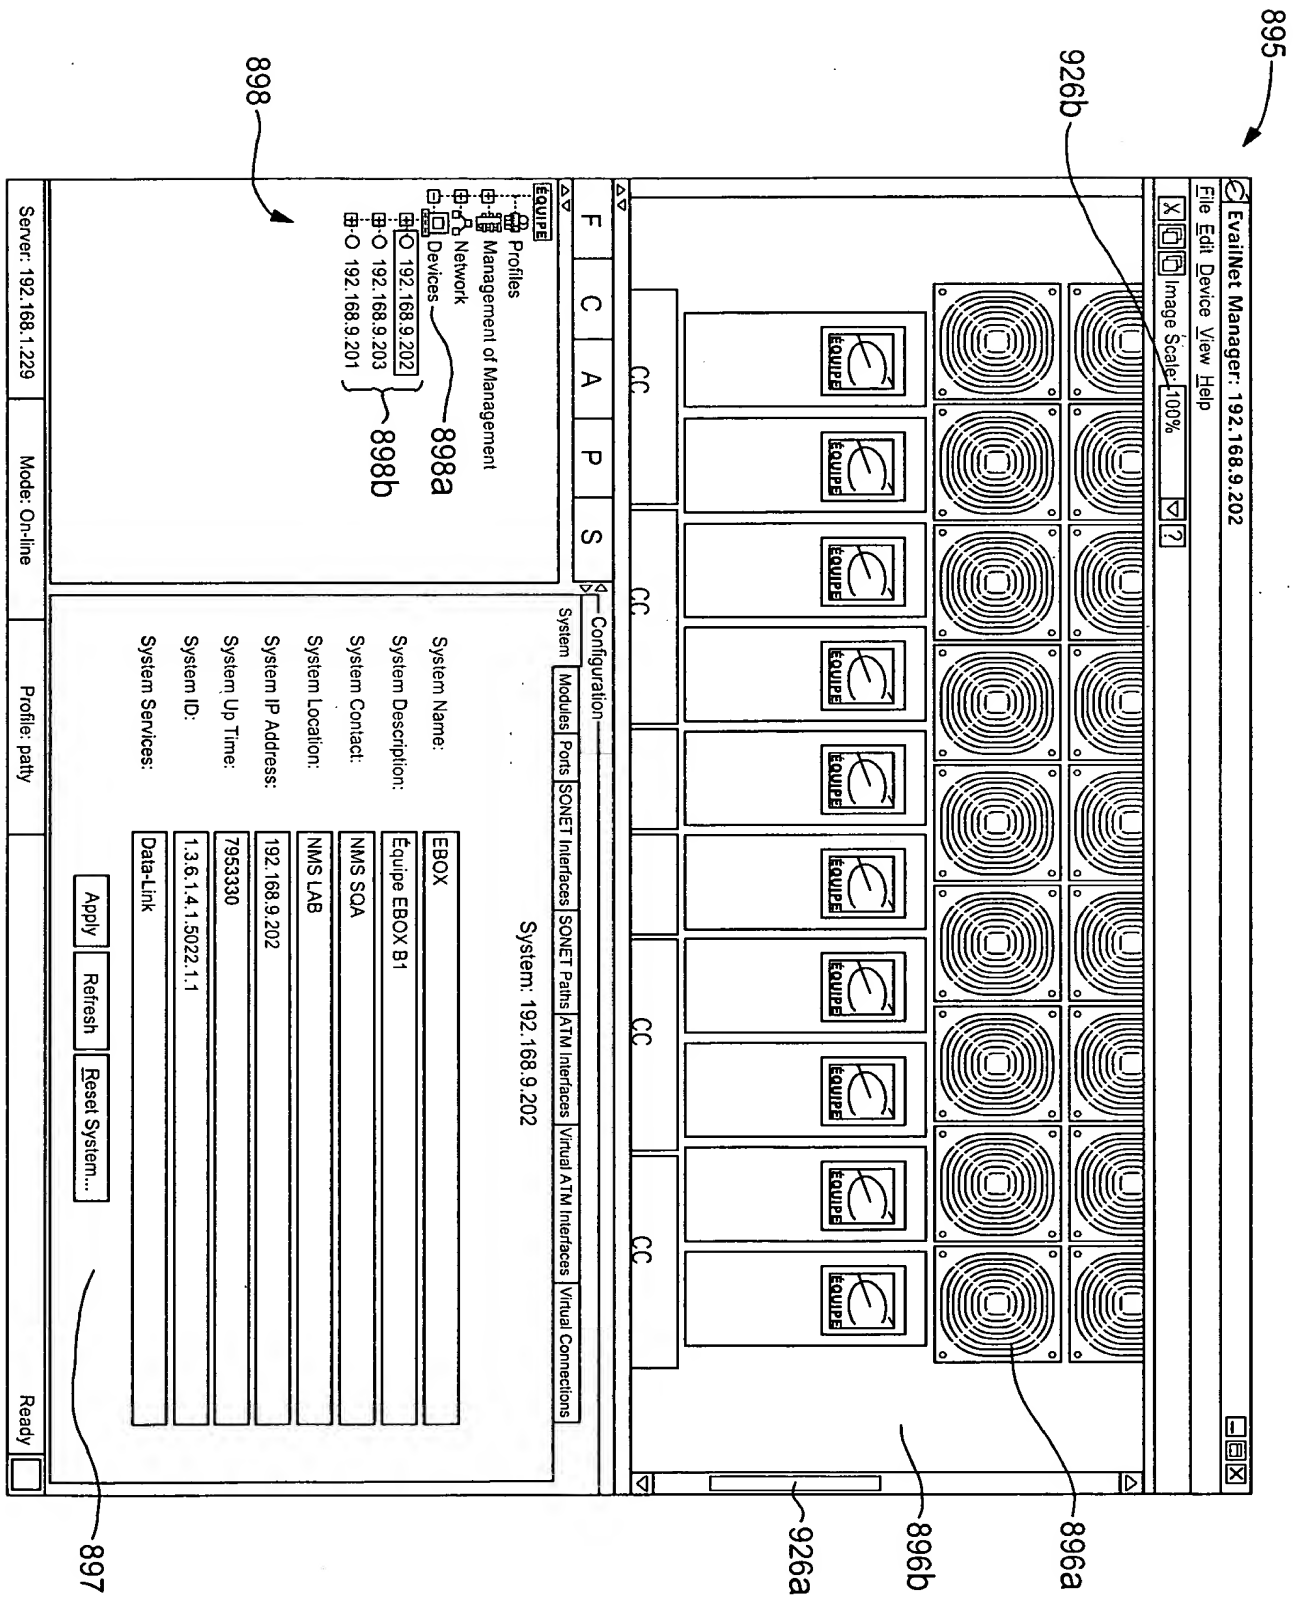 895
926b
EvailNet Manager: 192.168.9.202
File Edit Device View Help
X Image Scale: 100% ?
896a
896b
926a
ÉQUIPE ÉQUIPE ÉQUIPE ÉQUIPE ÉQUIPE ÉQUIPE ÉQUIPE ÉQUIPE ÉQUIPE ÉQUIPE
CC CC CC CC
F C A P S
ÉQUIPE
Profiles
Management of Management
Network
Devices
192.168.9.202
192.168.9.203
192.168.9.201
898a
898b
898
Configuration
System Modules Ports SONET Interfaces SONET Paths ATM Interfaces Virtual ATM Interfaces Virtual Connections
System: 192.168.9.202
System Name: EBOX
System Description: Équipe EBOX B1
System Contact: NMS SQA
System Location: NMS LAB
System IP Address: 192.168.9.202
System Up Time: 7953330
System ID: 1.3.6.1.4.1.5022.1.1
System Services: Data-Link
Apply Refresh Reset System...
897
Server: 192.168.1.229 Mode: On-line Profile: patty Ready